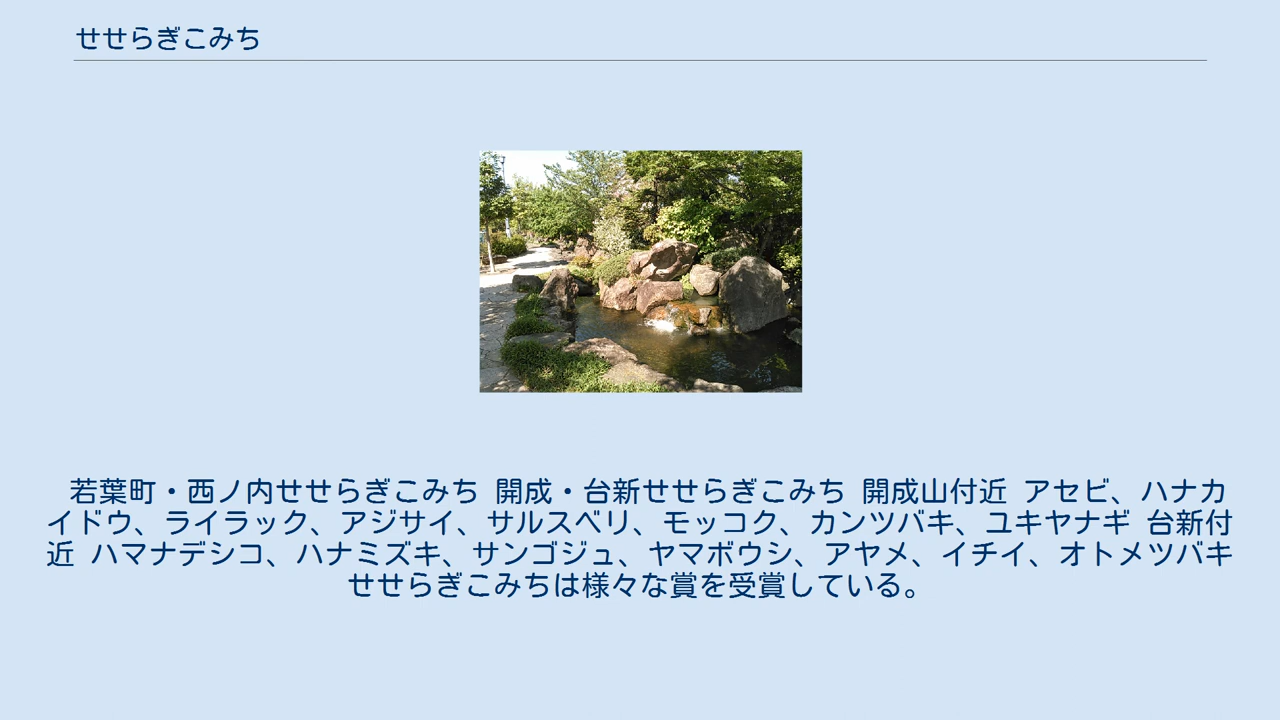 せせらぎこみち
若葉町・西ノ内せせらぎこみち 開成・台新せせらぎこみち 開成山付近 アセビ、ハナカ
イドウ、ライラック、アジサイ、サルスベリ、モッコク、カンツバキ、ユキヤナギ 台新付
近 ハマナデシコ、ハナミズキ、サンゴジュ、ヤマボウシ、アヤメ、イチイ、オトメツバキ
せせらぎこみちは様々な賞を受賞している。